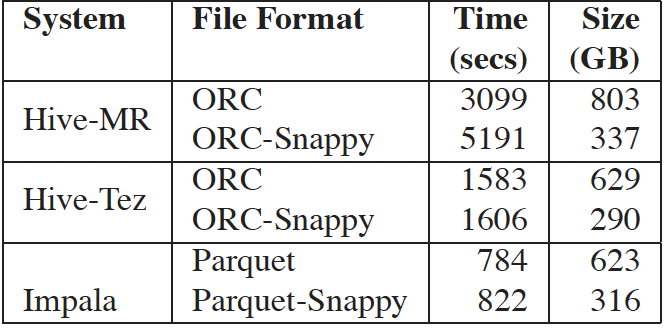 System File Format Time Size
(secs) (GB)
Hive-MR ORC 3099 803
ORC-Snappy 5191 337
Hive-Tez ORC 1583 629
ORC-Snappy 1606 290
Parquet 784 623
Impala Parquet-Snappy 822 316